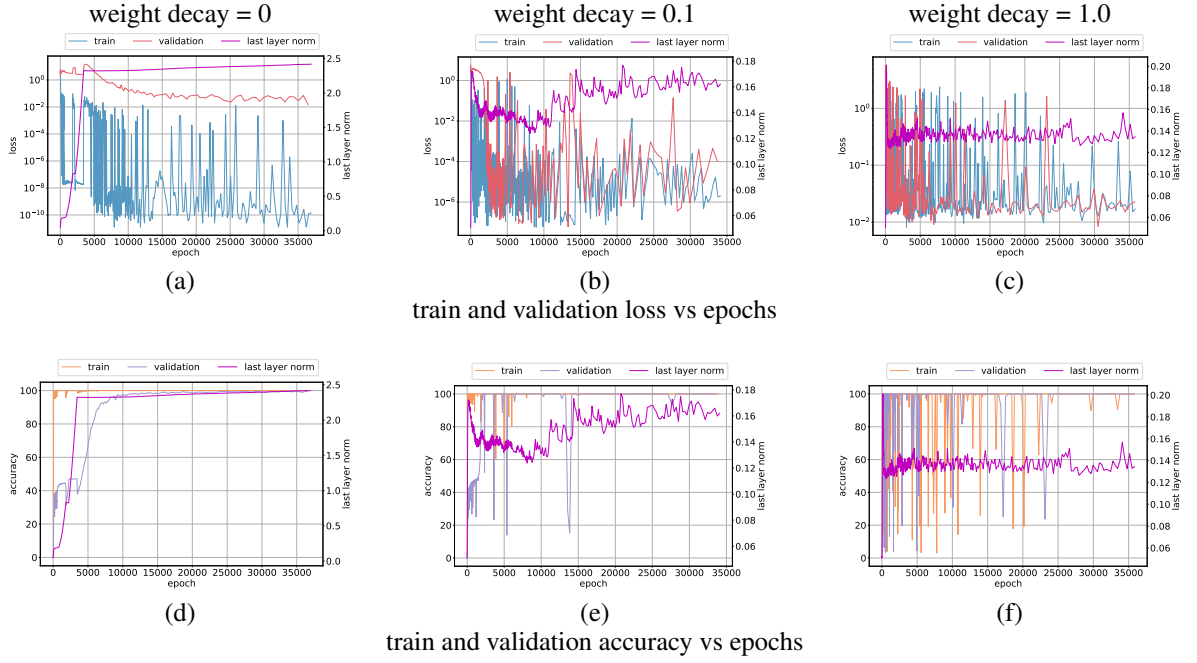 weight decay = 0 weight decay = 0.1 weight decay = 1.0
train validation last layer norm
10^0
10^-2
10^-4
10^-6
10^-8
10^-10
loss
0 5000 10000 15000 20000 25000 30000 35000
epoch
2.5
2.0
1.5
1.0
0.5
0.0
last layer norm
(a)
train validation last layer norm
10^0
10^-2
10^-4
10^-6
loss
0 5000 10000 15000 20000 25000 30000 35000
epoch
0.18
0.16
0.14
0.12
0.10
0.08
0.06
last layer norm
(b)
train validation last layer norm
10^0
10^-1
10^-2
loss
0 5000 10000 15000 20000 25000 30000 35000
epoch
0.20
0.18
0.16
0.14
0.12
0.10
0.08
0.06
last layer norm
(c)
train and validation loss vs epochs
train validation last layer norm
100
80
60
40
20
0
accuracy
0 5000 10000 15000 20000 25000 30000 35000
epoch
2.5
2.0
1.5
1.0
0.5
0.0
last layer norm
(d)
train validation last layer norm
100
80
60
40
20
0
accuracy
0 5000 10000 15000 20000 25000 30000 35000
epoch
0.18
0.16
0.14
0.12
0.10
0.08
0.06
last layer norm
(e)
train validation last layer norm
100
80
60
40
20
0
accuracy
0 5000 10000 15000 20000 25000 30000 35000
epoch
0.20
0.18
0.16
0.14
0.12
0.10
0.08
0.06
last layer norm
(f)
train and validation accuracy vs epochs